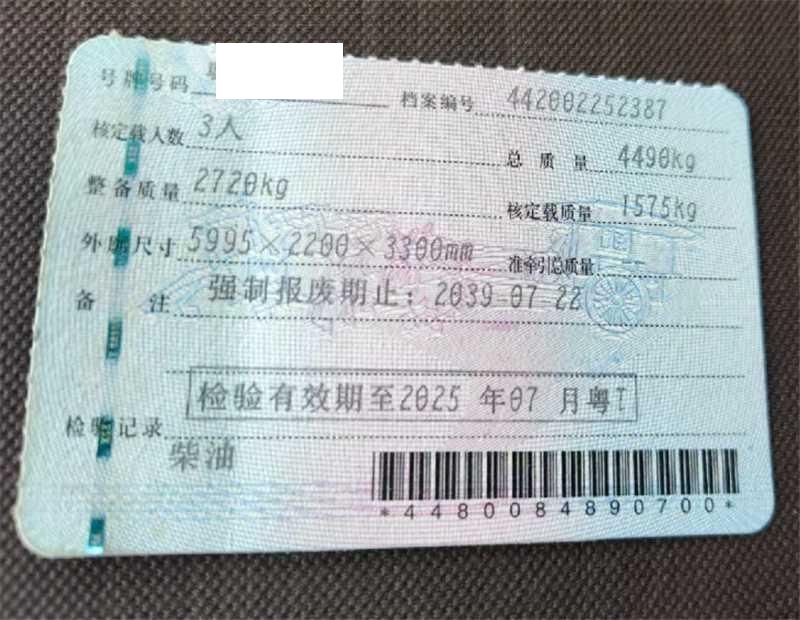 号牌号码 档案编号 442002252387
核定载人数 3人 总质量 4490kg
整备质量 2720kg 核定载质量 1575kg
外廓尺寸 5995×2200×3300mm 准牵引总质量
备注 强制报废期止：2039-07-22
检验有效期至2025 年07 月粤T
检验记录
柴油
*4480084890700*